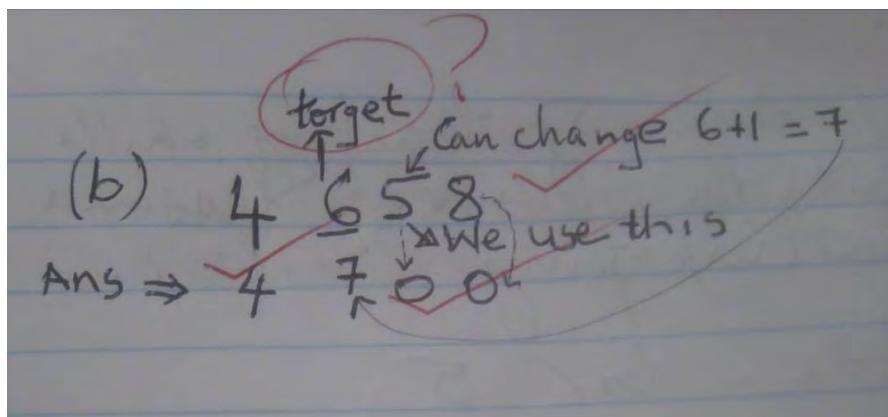 ?
target
Can change 6+1 = 7
(b) 4 6 5 8
We use this
Ans ⇒ 4 7 0 0